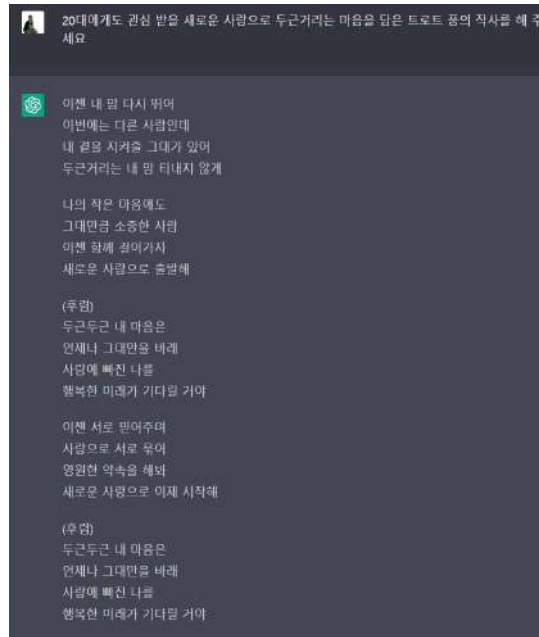 20대에게도 관심 받을 새로운 사랑으로 두근거리는 마음을 담은 트로트 풍의 작사를 해 주
세요
이젠 내 맘 다시 뛰어
이번에는 다른 사람인데
내 곁을 지켜줄 그대가 있어
두근거리는 내 맘 티내지 않게
나의 작은 마음에도
그대만큼 소중한 사람
이젠 함께 걸어가자
새로운 사랑으로 출발해
(후렴)
두근두근 내 마음은
언제나 그대만을 바래
사랑에 빠진 나를
행복한 미래가 기다릴 거야
이젠 서로 믿어주며
사랑으로 서로 묶어
영원한 약속을 해봐
새로운 사랑으로 이제 시작해
(후렴)
두근두근 내 마음은
언제나 그대만을 바래
사랑에 빠진 나를
행복한 미래가 기다릴 거야